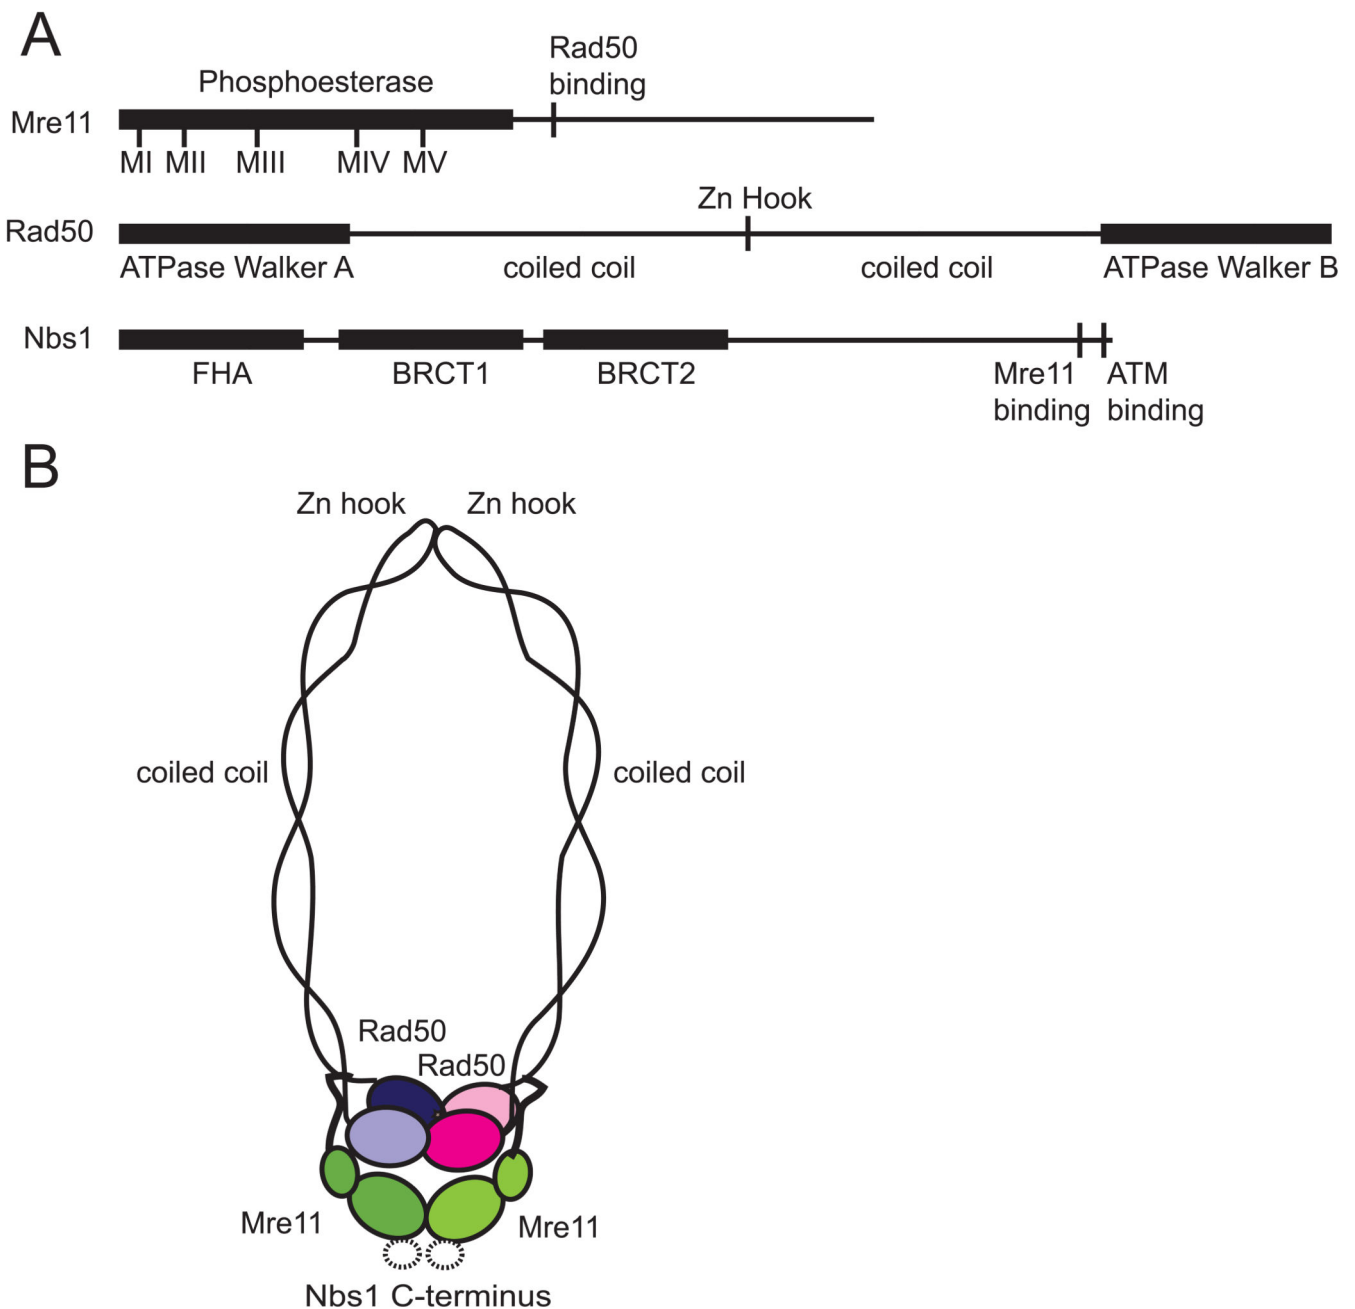 A
Rad50
binding
Phosphoesterase
Mre11
MI MII MIII MIV MV
Zn Hook
Rad50
ATPase Walker A coiled coil coiled coil ATPase Walker B
Nbs1
FHA BRCT1 BRCT2 Mre11 ATM
binding binding
B
Zn hook Zn hook
coiled coil coiled coil
Rad50
Rad50
Mre11 Mre11
Nbs1 C-terminus